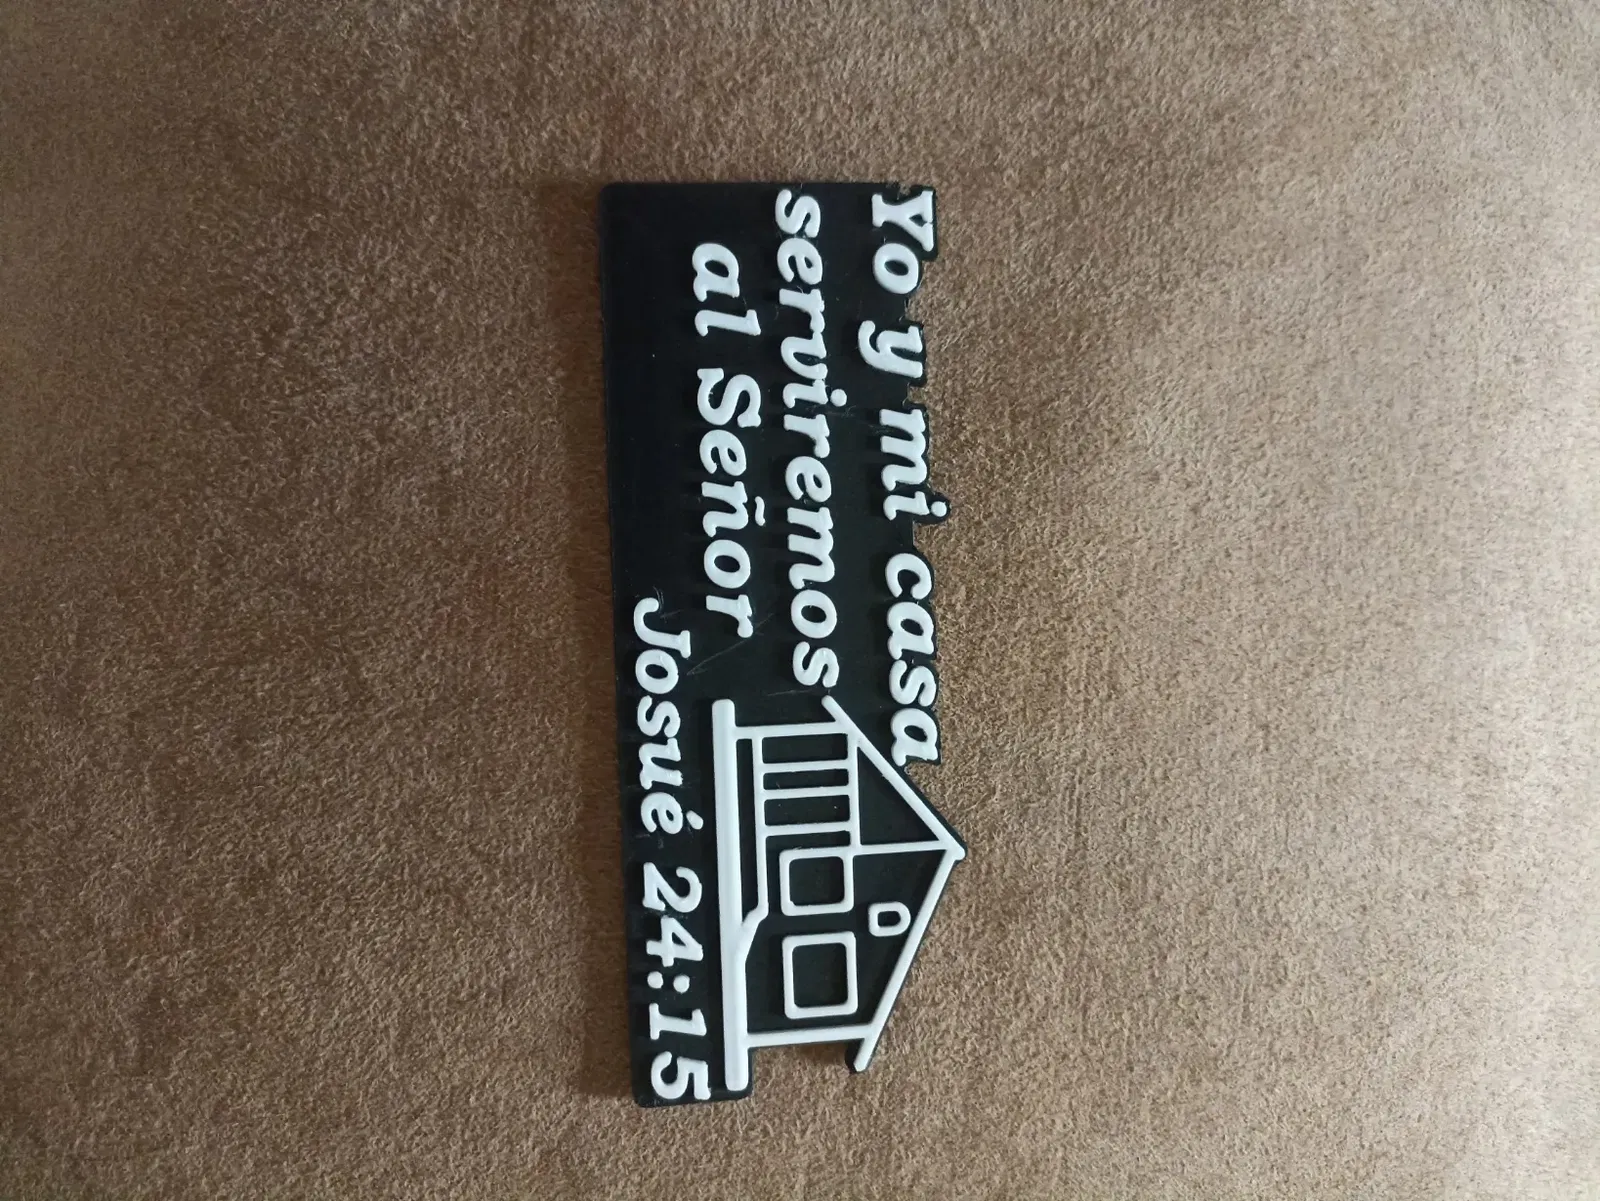 Yo y mi casa
serviremos
al Señor
Josué 24:15